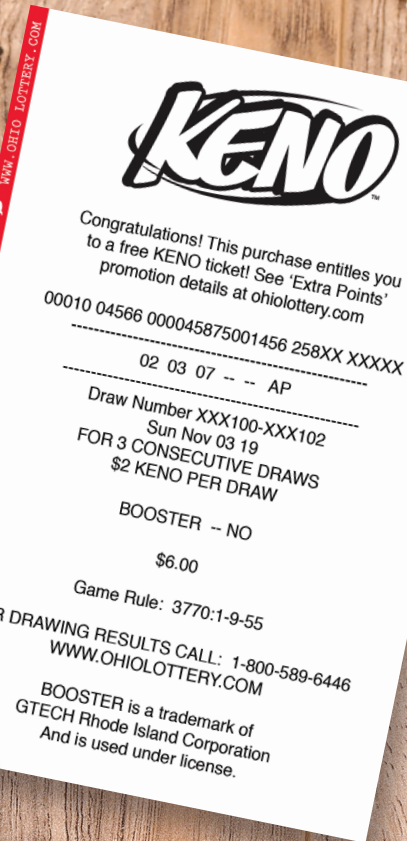 WWW.OHIO LOTTERY.COM
KENO™
Congratulations! This purchase entitles you
to a free KENO ticket! See 'Extra Points'
promotion details at ohiolottery.com
00010 04566 000045875001456 258XX XXXXX
-----------------------------------------------
02 03 07 -- -- AP
-----------------------------------------------
Draw Number XXX100-XXX102
Sun Nov 03 19
FOR 3 CONSECUTIVE DRAWS
$2 KENO PER DRAW
BOOSTER -- NO
$6.00
Game Rule: 3770:1-9-55
R DRAWING RESULTS CALL: 1-800-589-6446
WWW.OHIOLOTTERY.COM
BOOSTER is a trademark of
GTECH Rhode Island Corporation
And is used under license.